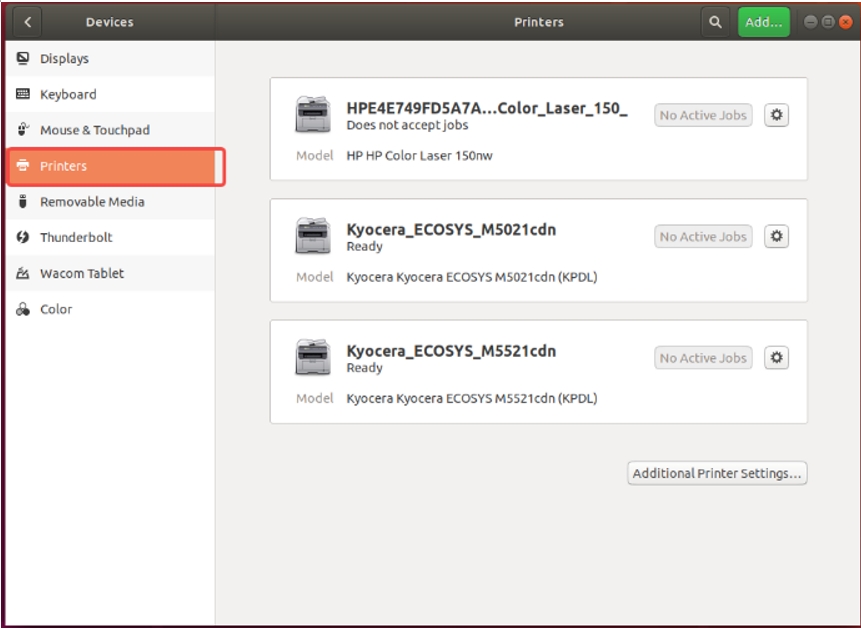 Devices
Printers
Add...
Displays
Keyboard
Mouse & Touchpad
Printers
Removable Media
Thunderbolt
Wacom Tablet
Color
HPE4E749FD5A7A...Color_Laser_150_
Does not accept jobs
No Active Jobs
Model HP HP Color Laser 150nw
Kyocera_ECOSYS_M5021cdn
Ready
No Active Jobs
Model Kyocera Kyocera ECOSYS M5021cdn (KPDL)
Kyocera_ECOSYS_M5521cdn
Ready
No Active Jobs
Model Kyocera Kyocera ECOSYS M5521cdn (KPDL)
Additional Printer Settings...